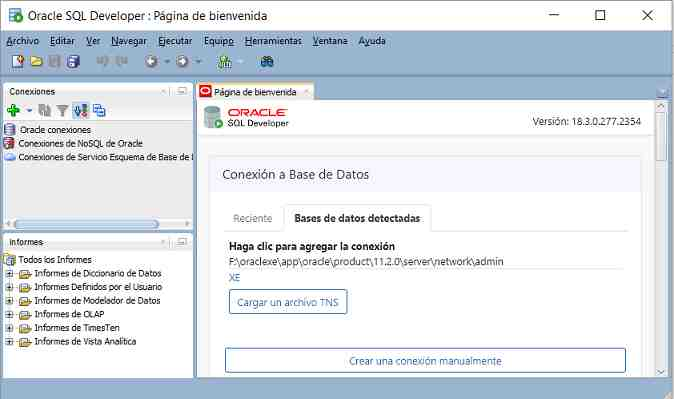 Oracle SQL Developer : Página de bienvenida
Archivo Editar Ver Navegar Ejecutar Equipo Herramientas Ventana Ayuda
Conexiones
Oracle conexiones
Conexiones de NoSQL de Oracle
Conexiones de Servicio Esquema de Base de
Informes
Todos los Informes
Informes de Diccionario de Datos
Informes Definidos por el Usuario
Informes de Modelador de Datos
Informes de OLAP
Informes de TimesTen
Informes de Vista Analítica
Página de bienvenida
ORACLE
SQL Developer
Versión: 18.3.0.277.2354
Conexión a Base de Datos
Reciente Bases de datos detectadas
Haga clic para agregar la conexión
F:\oraclexe\app\oracle\product\11.2.0\server\network\admin
XE
Cargar un archivo TNS
Crear una conexión manualmente